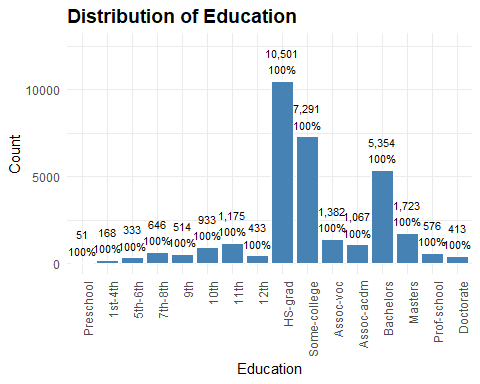 Distribution of Education
Count
10000
5000
0
51
100%
168
100%
333
100%
646
100%
514
100%
933
100%
1,175
100%
433
100%
10,501
100%
7,291
100%
1,382
100%
1,067
100%
5,354
100%
1,723
100%
576
100%
413
100%
Preschool
1st-4th
5th-6th
7th-8th
9th
10th
11th
12th
HS-grad
Some-college
Assoc-voc
Assoc-acdm
Bachelors
Masters
Prof-school
Doctorate
Education